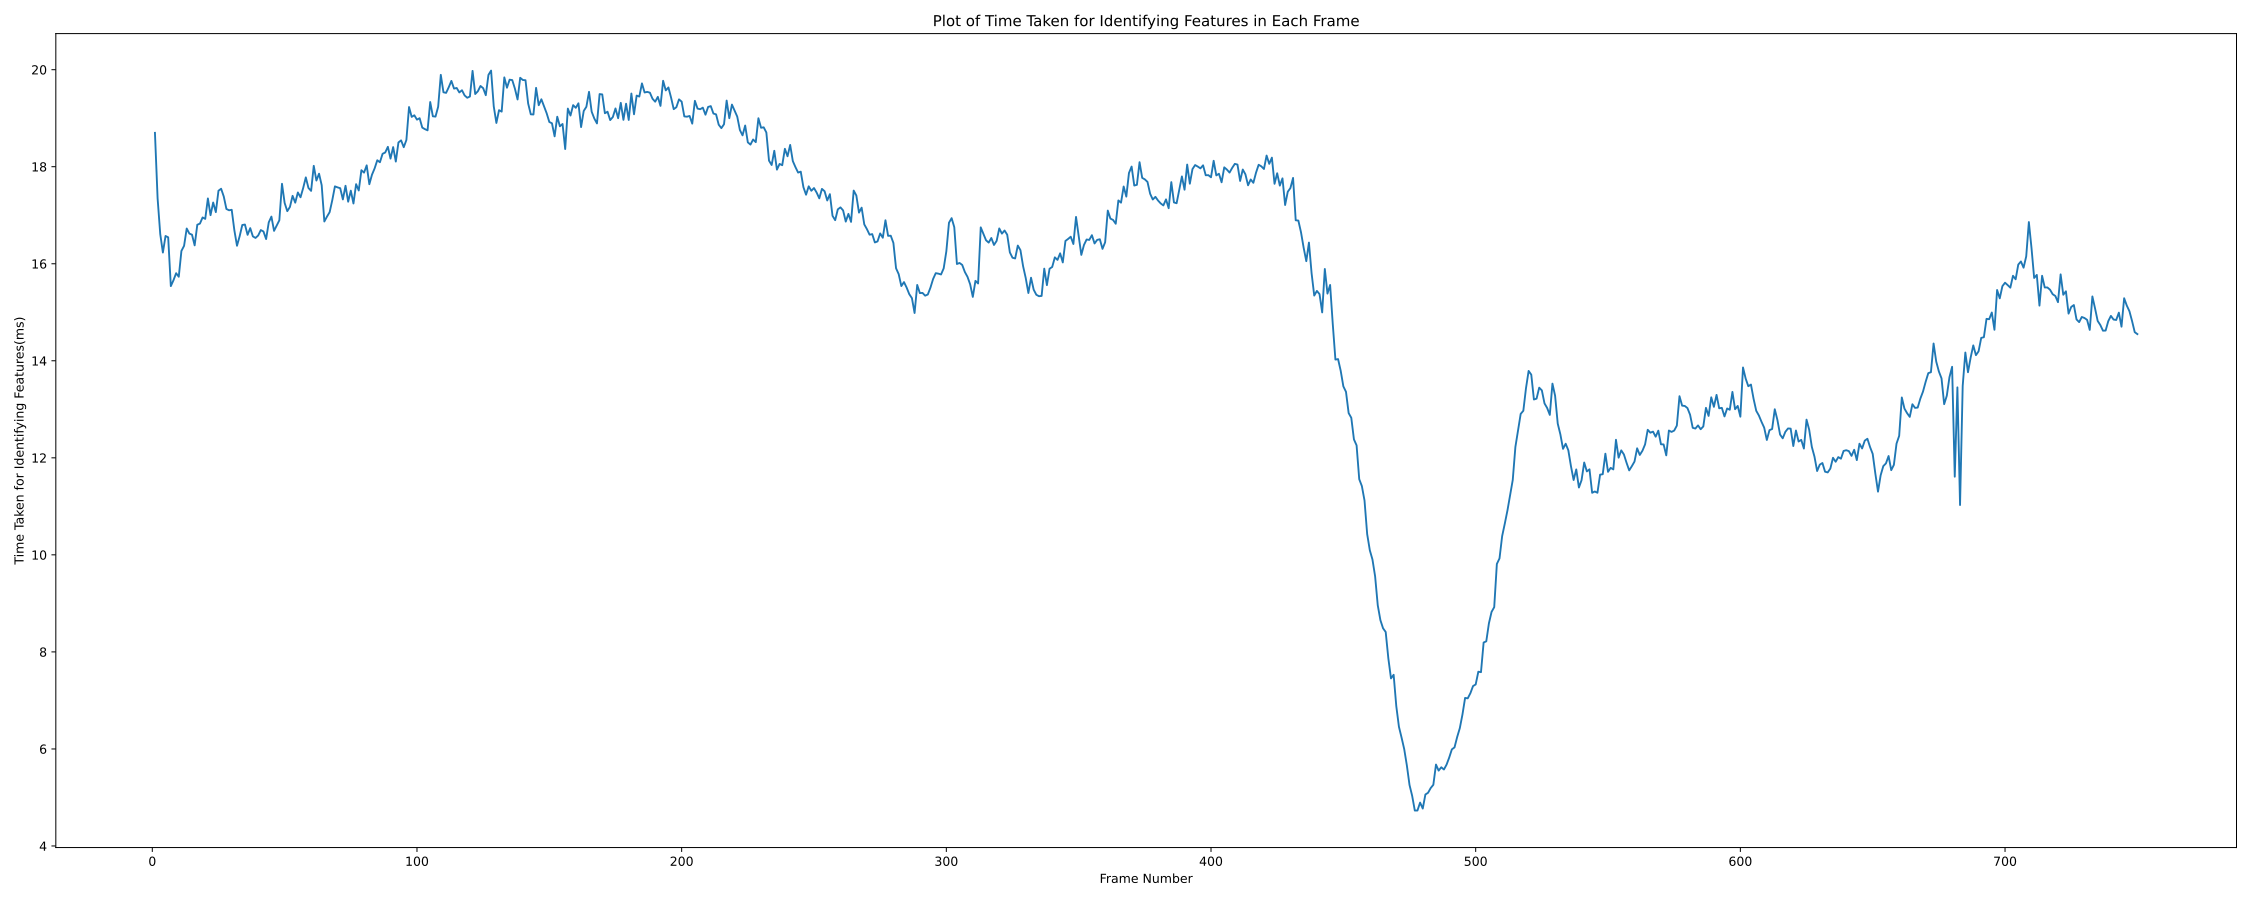 Plot of Time Taken for Identifying Features in Each Frame
Time Taken for Identifying Features(ms)
20
18
16
14
12
10
8
6
4
0 100 200 300 400 500 600 700
Frame Number